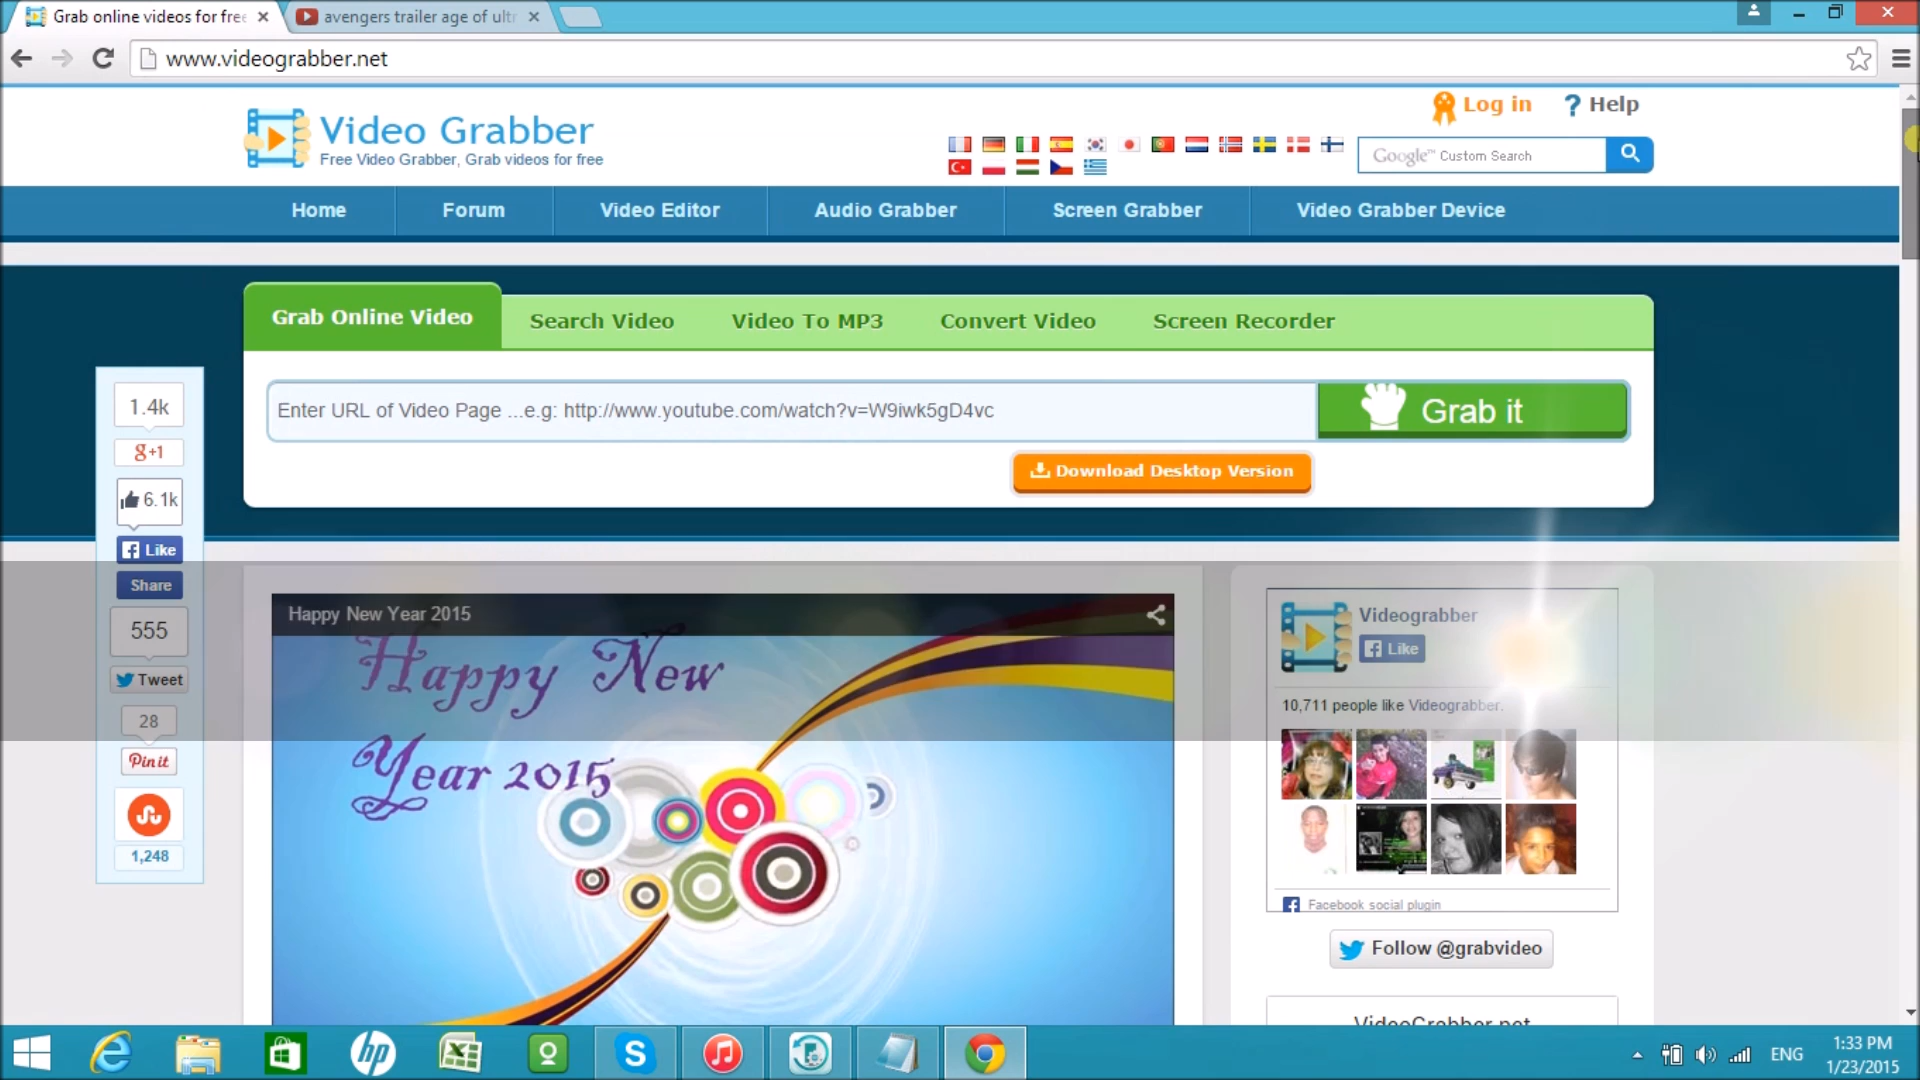 Grab online videos for free
avengers trailer age of ultr
www.videograbber.net
Log in
? Help
Video Grabber
Free Video Grabber, Grab videos for free
Google™ Custom Search
Home
Forum
Video Editor
Audio Grabber
Screen Grabber
Video Grabber Device
Grab Online Video
Search Video
Video To MP3
Convert Video
Screen Recorder
Enter URL of Video Page ...e.g: http://www.youtube.com/watch?v=W9iwk5gD4vc
Grab it
Download Desktop Version
1.4k
g+1
6.1k
Like
Share
555
Tweet
28
Pin it
1,248
Happy New Year 2015
Happy New
Year 2015
Videograbber
Like
10,711 people like Videograbber.
Facebook social plugin
Follow @grabvideo
VideoGrabber.net
hp
ENG
1:33 PM
1/23/2015